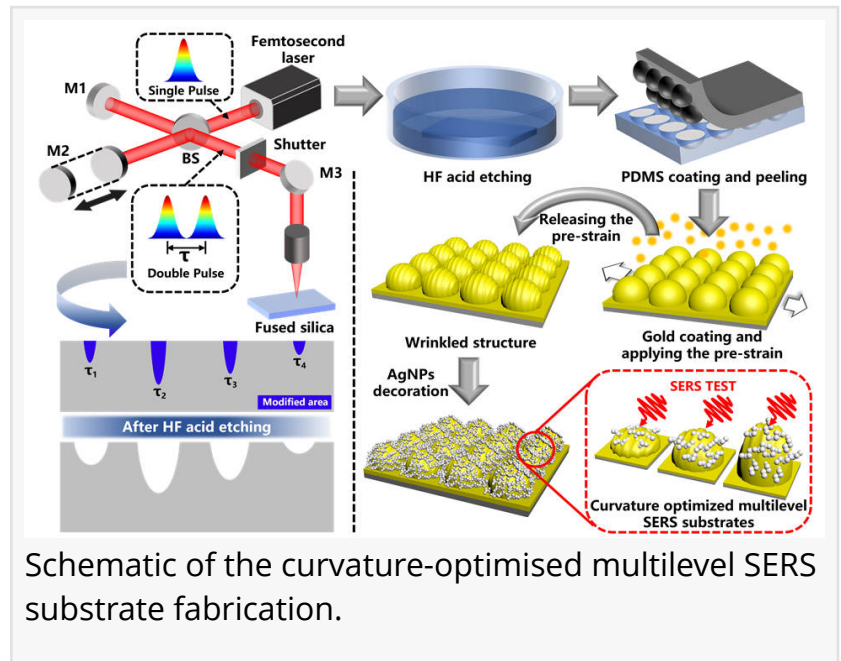 Femtosecond
laser
Single Pulse
M1
M2
BS
Shutter
M3
τ
Double Pulse
Fused silica
HF acid etching
PDMS coating and peeling
Releasing the
pre-strain
Wrinkled structure
Gold coating and
applying the pre-strain
τ1
τ2
τ3
τ4
Modified area
After HF acid etching
AgNPs
decoration
SERS TEST
Curvature optimized multilevel
SERS substrates
Schematic of the curvature-optimised multilevel SERS
substrate fabrication.